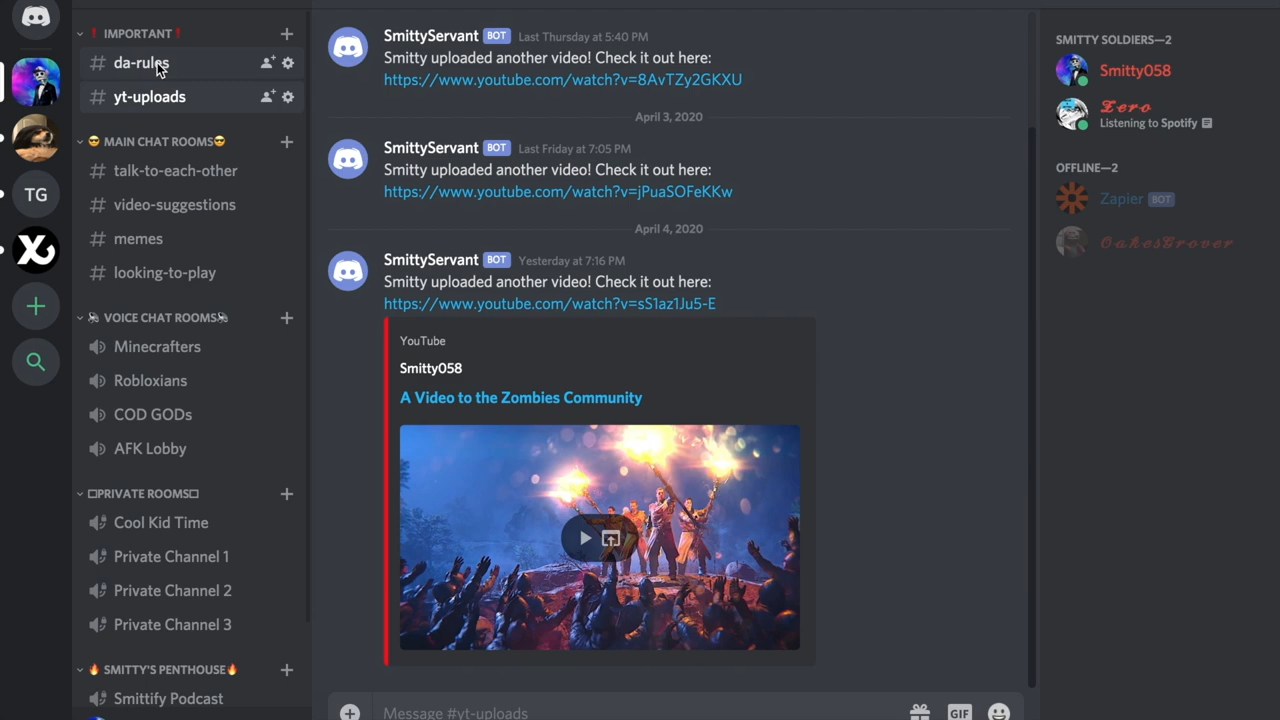 ❗ IMPORTANT❗
da-rules
yt-uploads
😎 MAIN CHAT ROOMS😎
talk-to-each-other
video-suggestions
memes
looking-to-play
VOICE CHAT ROOMS
Minecrafters
Robloxians
COD GODs
AFK Lobby
□PRIVATE ROOMS□
Cool Kid Time
Private Channel 1
Private Channel 2
Private Channel 3
🔥 SMITTY'S PENTHOUSE🔥
Smittify Podcast
TG
SmittyServant BOT Last Thursday at 5:40 PM
Smitty uploaded another video! Check it out here:
https://www.youtube.com/watch?v=8AvTZy2GKXU
April 3, 2020
SmittyServant BOT Last Friday at 7:05 PM
Smitty uploaded another video! Check it out here:
https://www.youtube.com/watch?v=jPuaSOFeKKw
April 4, 2020
SmittyServant BOT Yesterday at 7:16 PM
Smitty uploaded another video! Check it out here:
https://www.youtube.com/watch?v=sS1az1Ju5-E
YouTube
Smitty058
A Video to the Zombies Community
Message #yt-uploads
GIF
SMITTY SOLDIERS—2
Smitty058
𝓩𝓮𝓻𝓸
Listening to Spotify
OFFLINE—2
Zapier BOT
𝓞𝓪𝓴𝓮𝓼𝓖𝓻𝓸𝓿𝓮𝓻